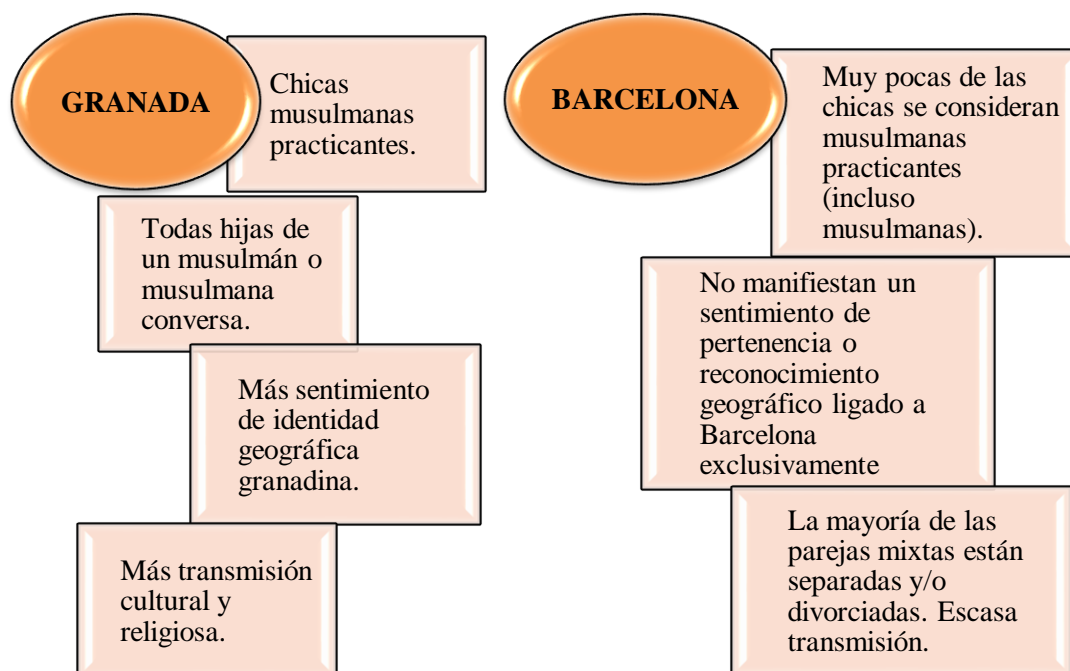 GRANADA
Chicas
musulmanas
practicantes.
Todas hijas de
un musulmán o
musulmana
conversa.
Más sentimiento
de identidad
geográfica
granadina.
Más transmisión
cultural y
religiosa.
BARCELONA
Muy pocas de las
chicas se consideran
musulmanas
practicantes
(incluso
musulmanas).
No manifiestan un
sentimiento de
pertenencia o
reconocimiento
geográfico ligado a
Barcelona
exclusivamente
La mayoría de las
parejas mixtas están
separadas y/o
divorciadas. Escasa
transmisión.